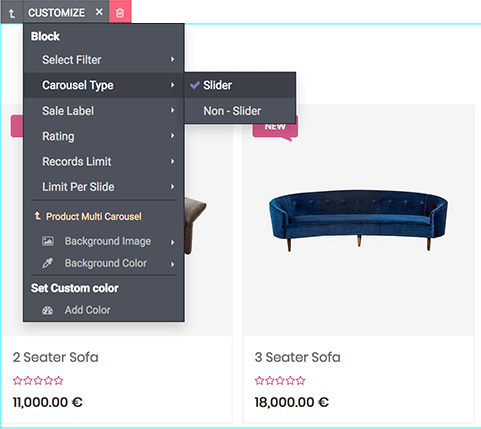 CUSTOMIZE
Block
Select Filter
Carousel Type
Slider
Sale Label
Non - Slider
Rating
Records Limit
Limit Per Slide
Product Multi Carousel
Background Image
Background Color
Set Custom color
Add Color
NEW
2 Seater Sofa
3 Seater Sofa
11,000.00 €
18,000.00 €